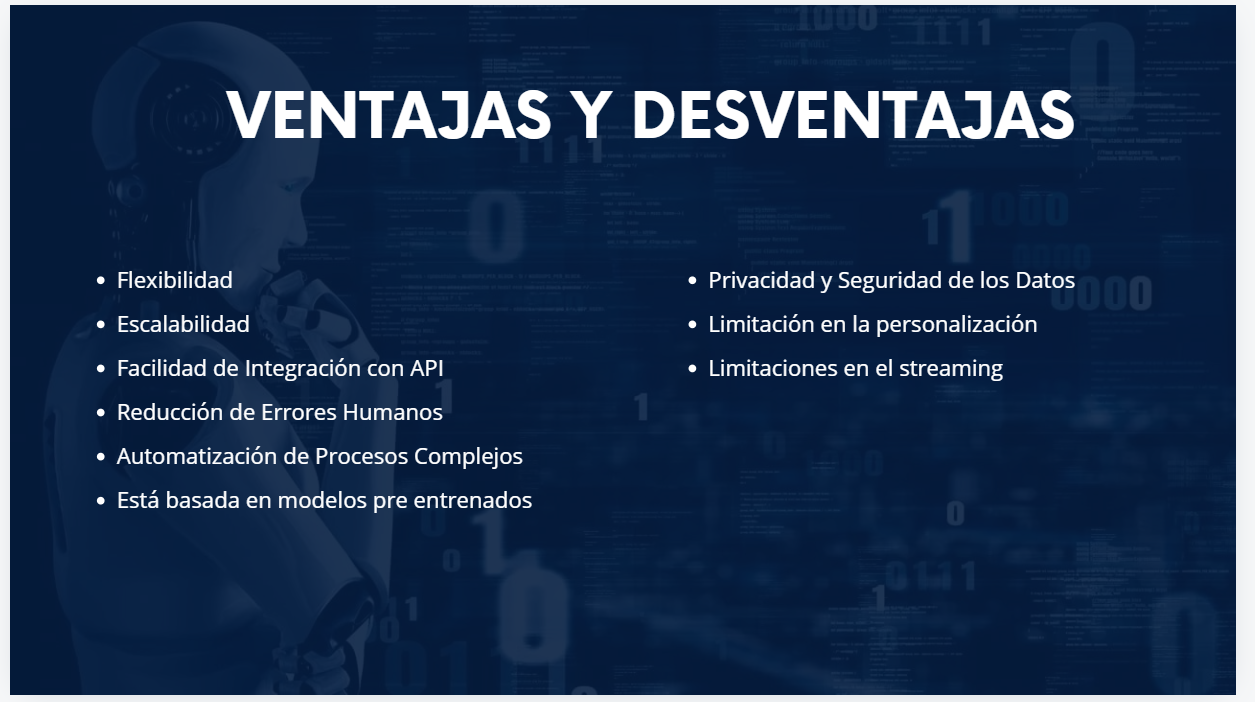 VENTAJAS Y DESVENTAJAS
• Flexibilidad
• Escalabilidad
• Facilidad de Integración con API
• Reducción de Errores Humanos
• Automatización de Procesos Complejos
• Está basada en modelos pre entrenados
• Privacidad y Seguridad de los Datos
• Limitación en la personalización
• Limitaciones en el streaming